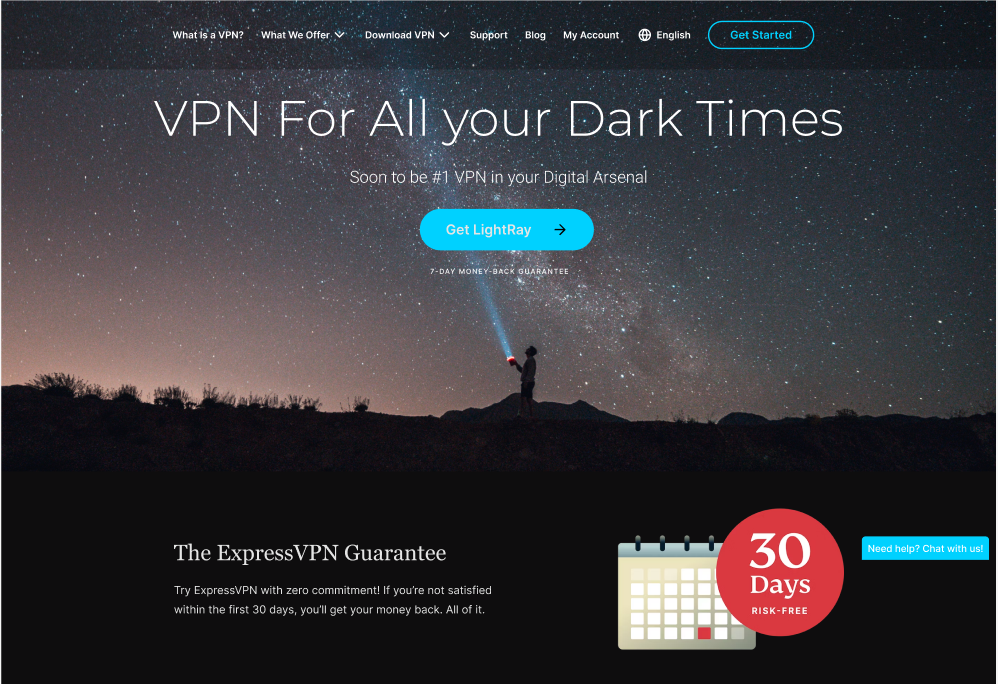 What is a VPN? What We Offer Download VPN Support Blog My Account English Get Started
VPN For All your Dark Times
Soon to be #1 VPN in your Digital Arsenal
Get LightRay
7-DAY MONEY-BACK GUARANTEE
The ExpressVPN Guarantee
Try ExpressVPN with zero commitment! If you're not satisfied
within the first 30 days, you'll get your money back. All of it.
30
Days
RISK-FREE
Need help? Chat with us!